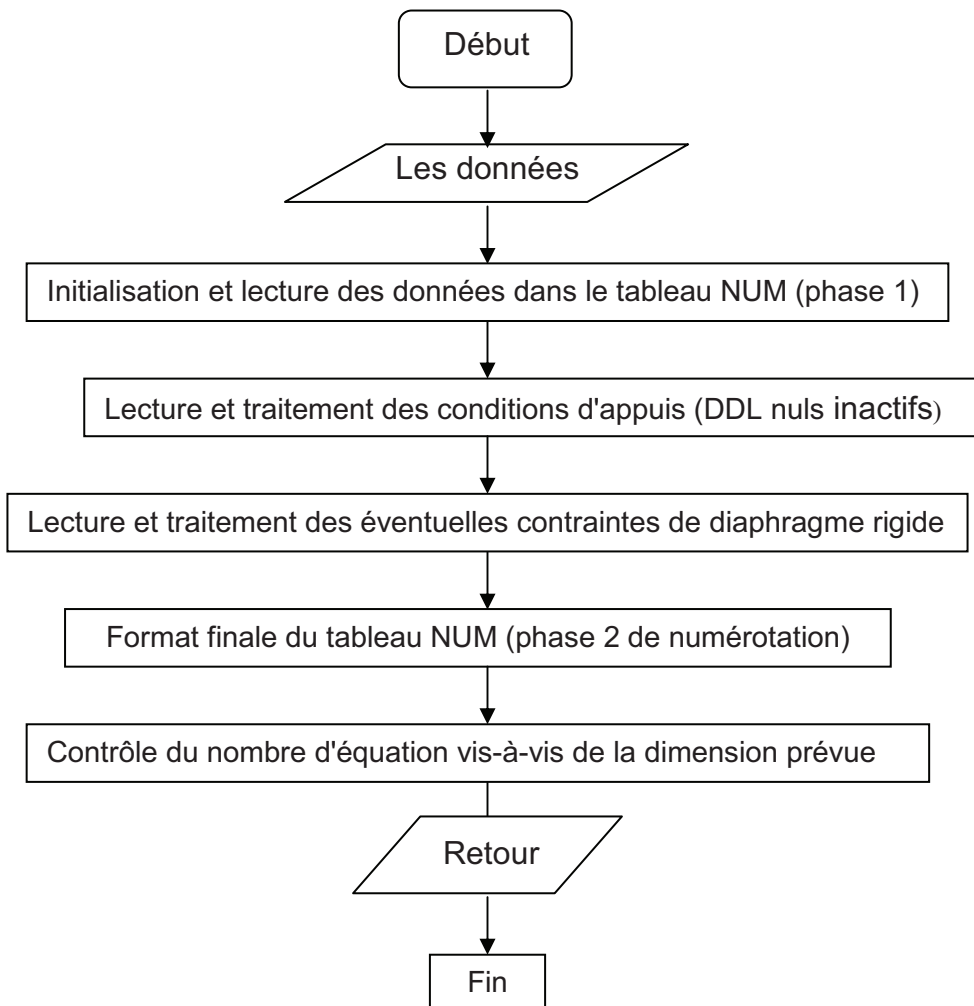 Début
Les données
Initialisation et lecture des données dans le tableau NUM (phase 1)
Lecture et traitement des conditions d'appuis (DDL nuls inactifs)
Lecture et traitement des éventuelles contraintes de diaphragme rigide
Format finale du tableau NUM (phase 2 de numérotation)
Contrôle du nombre d'équation vis-à-vis de la dimension prévue
Retour
Fin